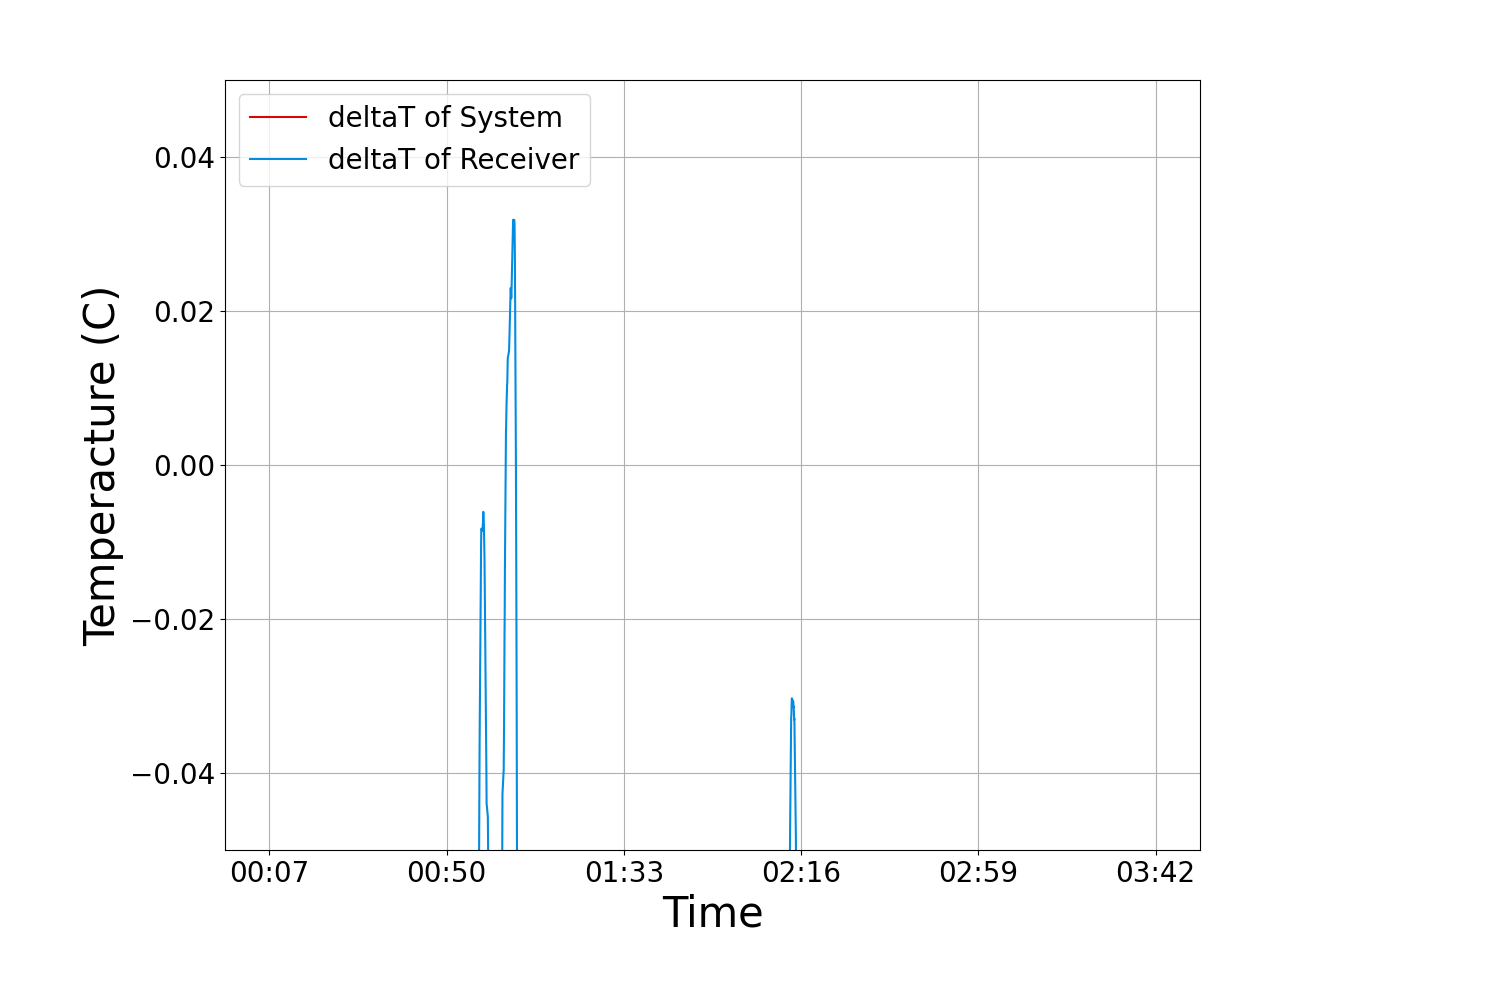 deltaT of System
deltaT of Receiver
0.04
0.02
0.00
−0.02
−0.04
Temperacture (C)
00:07 00:50 01:33 02:16 02:59 03:42
Time